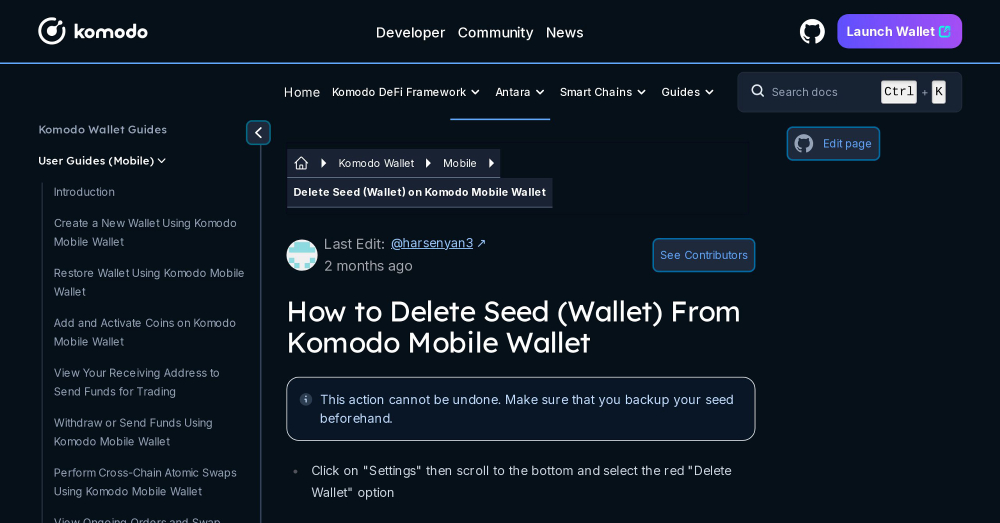 komodo
Developer Community News
Launch Wallet
Home Komodo DeFi Framework Antara Smart Chains Guides
Search docs Ctrl + K
Komodo Wallet Guides
User Guides (Mobile)
Introduction
Create a New Wallet Using Komodo
Mobile Wallet
Restore Wallet Using Komodo Mobile
Wallet
Add and Activate Coins on Komodo
Mobile Wallet
View Your Receiving Address to
Send Funds for Trading
Withdraw or Send Funds Using
Komodo Mobile Wallet
Perform Cross-Chain Atomic Swaps
Using Komodo Mobile Wallet
View Ongoing Orders and Swap
Komodo Wallet Mobile
Delete Seed (Wallet) on Komodo Mobile Wallet
Edit page
Last Edit: @harsenyan3 ↗
2 months ago
See Contributors
How to Delete Seed (Wallet) From
Komodo Mobile Wallet
This action cannot be undone. Make sure that you backup your seed
beforehand.
Click on "Settings" then scroll to the bottom and select the red "Delete
Wallet" option